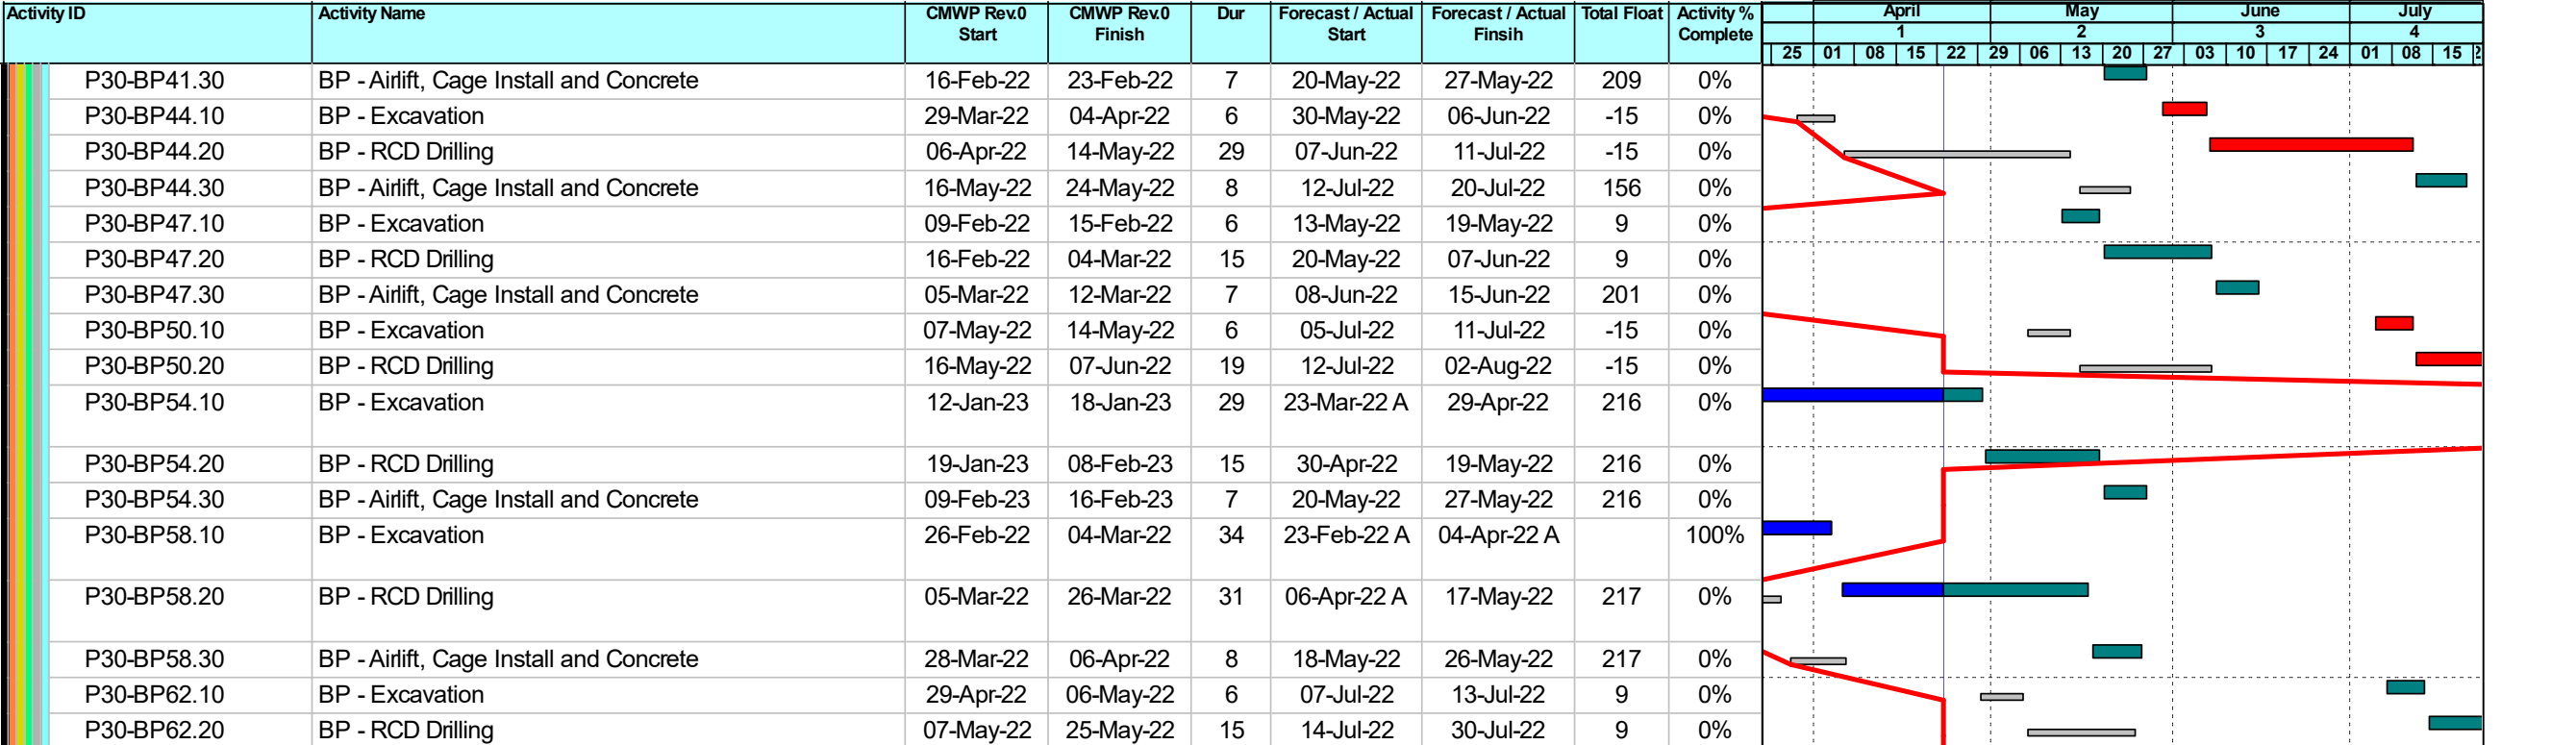 Activity ID Activity Name CMWP Rev.0 Start CMWP Rev.0 Finish Dur Forecast / Actual Start Forecast / Actual Finsih Total Float Activity % Complete April May June July
1 2 3 4
25 01 08 15 22 29 06 13 20 27 03 10 17 24 01 08 15
P30-BP41.30 BP - Airlift, Cage Install and Concrete 16-Feb-22 23-Feb-22 7 20-May-22 27-May-22 209 0%
P30-BP44.10 BP - Excavation 29-Mar-22 04-Apr-22 6 30-May-22 06-Jun-22 -15 0%
P30-BP44.20 BP - RCD Drilling 06-Apr-22 14-May-22 29 07-Jun-22 11-Jul-22 -15 0%
P30-BP44.30 BP - Airlift, Cage Install and Concrete 16-May-22 24-May-22 8 12-Jul-22 20-Jul-22 156 0%
P30-BP47.10 BP - Excavation 09-Feb-22 15-Feb-22 6 13-May-22 19-May-22 9 0%
P30-BP47.20 BP - RCD Drilling 16-Feb-22 04-Mar-22 15 20-May-22 07-Jun-22 9 0%
P30-BP47.30 BP - Airlift, Cage Install and Concrete 05-Mar-22 12-Mar-22 7 08-Jun-22 15-Jun-22 201 0%
P30-BP50.10 BP - Excavation 07-May-22 14-May-22 6 05-Jul-22 11-Jul-22 -15 0%
P30-BP50.20 BP - RCD Drilling 16-May-22 07-Jun-22 19 12-Jul-22 02-Aug-22 -15 0%
P30-BP54.10 BP - Excavation 12-Jan-23 18-Jan-23 29 23-Mar-22 A 29-Apr-22 216 0%
P30-BP54.20 BP - RCD Drilling 19-Jan-23 08-Feb-23 15 30-Apr-22 19-May-22 216 0%
P30-BP54.30 BP - Airlift, Cage Install and Concrete 09-Feb-23 16-Feb-23 7 20-May-22 27-May-22 216 0%
P30-BP58.10 BP - Excavation 26-Feb-22 04-Mar-22 34 23-Feb-22 A 04-Apr-22 A 100%
P30-BP58.20 BP - RCD Drilling 05-Mar-22 26-Mar-22 31 06-Apr-22 A 17-May-22 217 0%
P30-BP58.30 BP - Airlift, Cage Install and Concrete 28-Mar-22 06-Apr-22 8 18-May-22 26-May-22 217 0%
P30-BP62.10 BP - Excavation 29-Apr-22 06-May-22 6 07-Jul-22 13-Jul-22 9 0%
P30-BP62.20 BP - RCD Drilling 07-May-22 25-May-22 15 14-Jul-22 30-Jul-22 9 0%